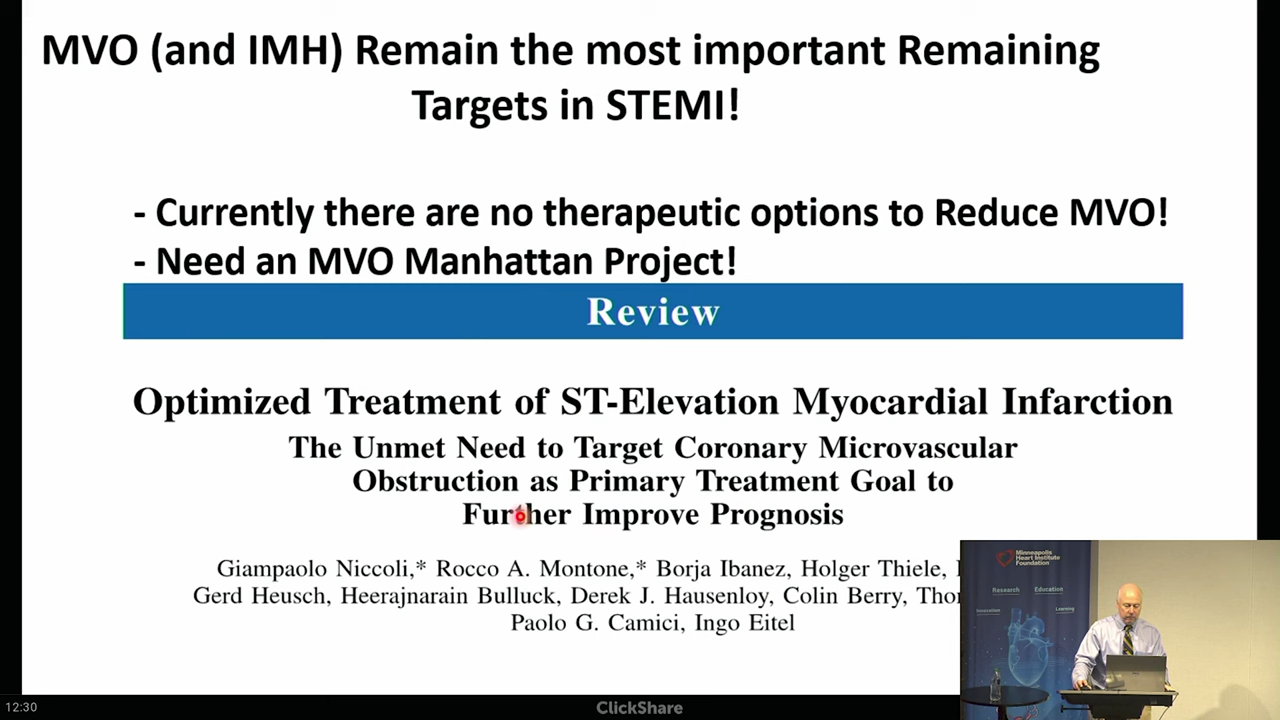 MVO (and IMH) Remain the most important Remaining
Targets in STEMI!
- Currently there are no therapeutic options to Reduce MVO!
- Need an MVO Manhattan Project!
Review
Optimized Treatment of ST-Elevation Myocardial Infarction
The Unmet Need to Target Coronary Microvascular
Obstruction as Primary Treatment Goal to
Further Improve Prognosis
Giampaolo Niccoli,* Rocco A. Montone,* Borja Ibanez, Holger Thiele,
Gerd Heusch, Heerajnarain Bulluck, Derek J. Hausenloy, Colin Berry,
Paolo G. Camici, Ingo Eitel
Minneapolis
Heart Institute
Foundation
Research Education
Innovation Learning
12:30
ClickShare